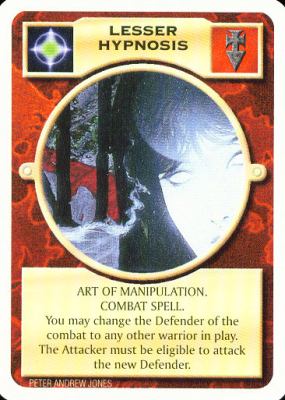 LESSER
HYPNOSIS
ART OF MANIPULATION.
COMBAT SPELL.
You may change the Defender of the
combat to any other warrior in play.
The Attacker must be eligible to attack
the new Defender.
PETER ANDREW JONES